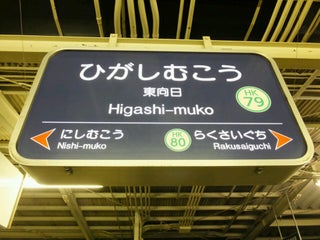 ひがしむこう
東向日
Higashi-muko
HK
79
にしむこう
Nishi-muko
HK
80
らくさいぐち
Rakusaiguchi